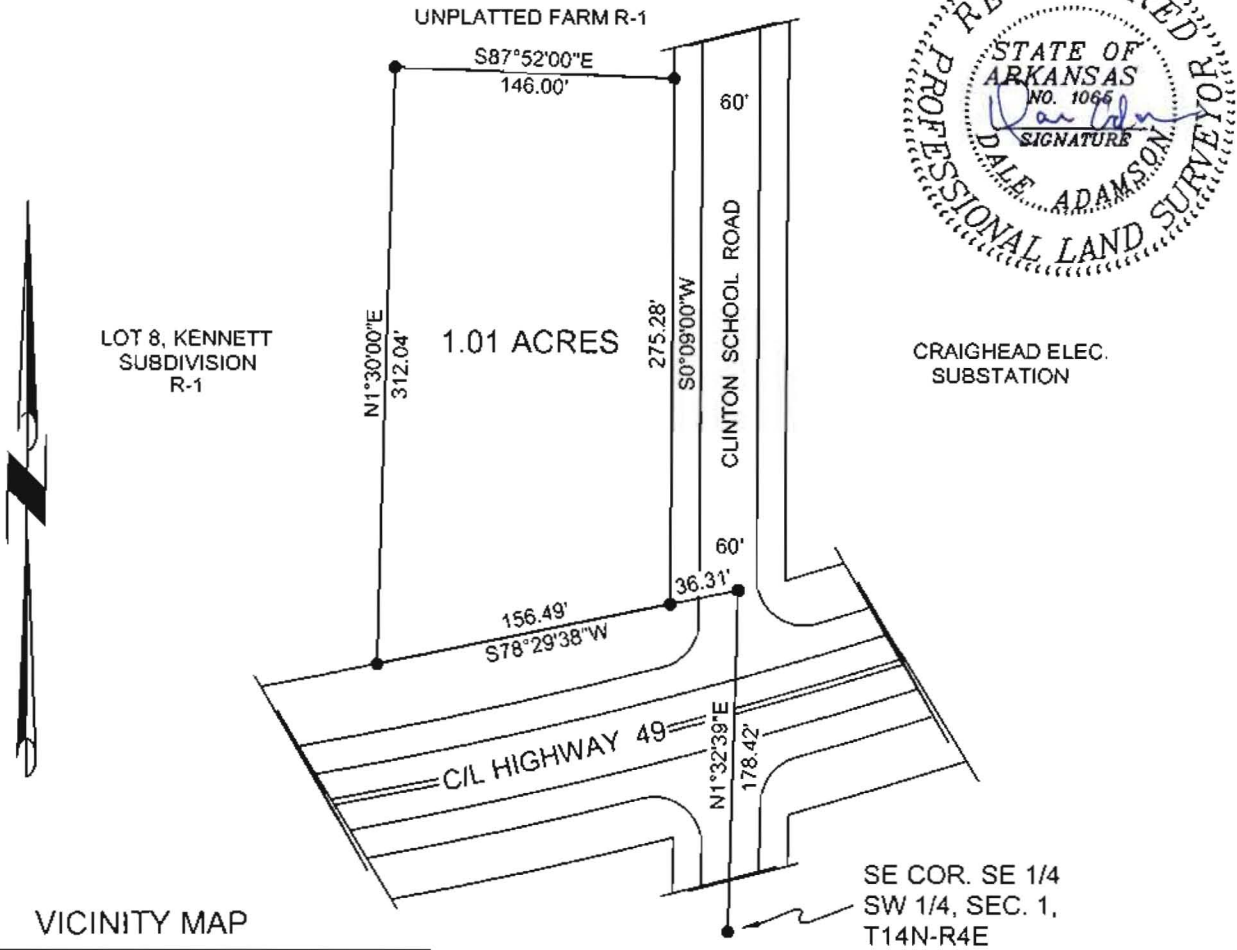 UNPLATTED FARM R-1
S87°52'00"E
146.00'
60'
REGISTERED
PROFESSIONAL LAND SURVEYOR
STATE OF
ARKANSAS
NO. 1065
SIGNATURE
DALE ADAMSON
LOT 8, KENNETT
SUBDIVISION
R-1
N1°30'00"E
312.04'
1.01 ACRES
275.28'
S0°09'00"W
CLINTON SCHOOL ROAD
CRAIGHEAD ELEC.
SUBSTATION
60'
36.31'
156.49'
S78°29'38"W
C/L HIGHWAY 49
N1°32'39"E
178.42'
SE COR. SE 1/4
SW 1/4, SEC. 1,
T14N-R4E
VICINITY MAP